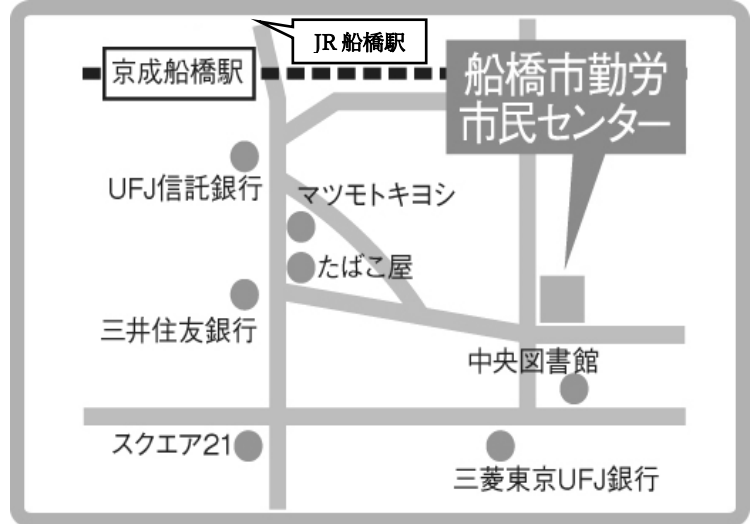 JR 船橋駅
京成船橋駅
船橋市勤労
市民センター
UFJ信託銀行
マツモトキヨシ
たばこ屋
三井住友銀行
中央図書館
スクエア21
三菱東京UFJ銀行